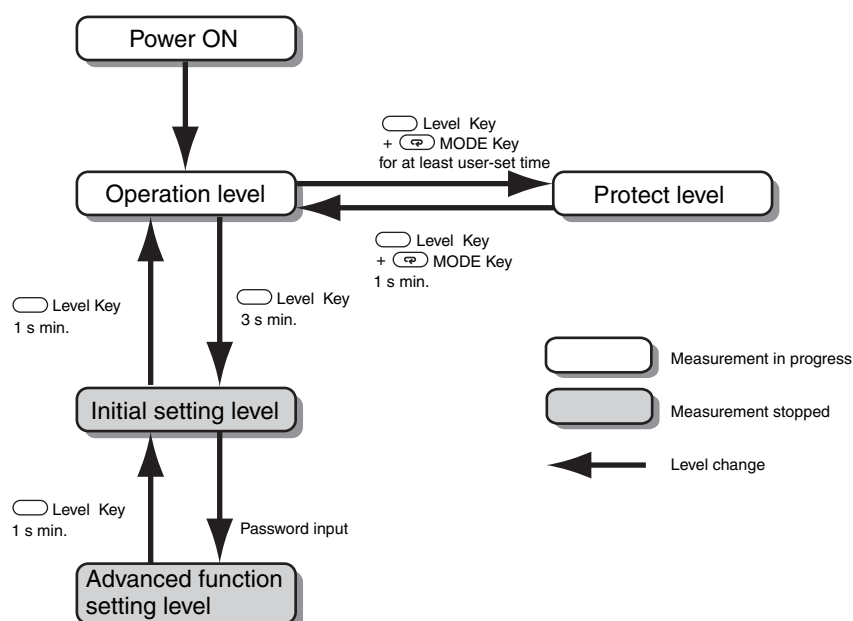 Power ON
Level Key
+ MODE Key
for at least user-set time
Operation level
Protect level
Level Key
+ MODE Key
1 s min.
Level Key
1 s min.
Level Key
3 s min.
Measurement in progress
Initial setting level
Measurement stopped
Level change
Level Key
1 s min.
Password input
Advanced function
setting level